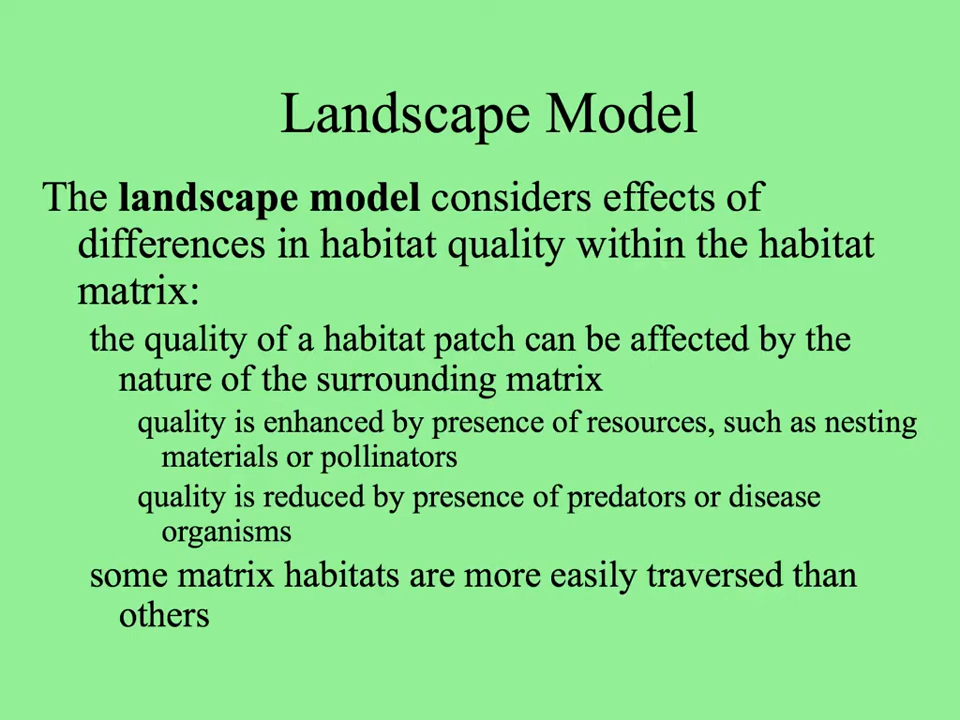 Landscape Model
The landscape model considers effects of
differences in habitat quality within the habitat
matrix:
the quality of a habitat patch can be affected by the
nature of the surrounding matrix
quality is enhanced by presence of resources, such as nesting
materials or pollinators
quality is reduced by presence of predators or disease
organisms
some matrix habitats are more easily traversed than
others